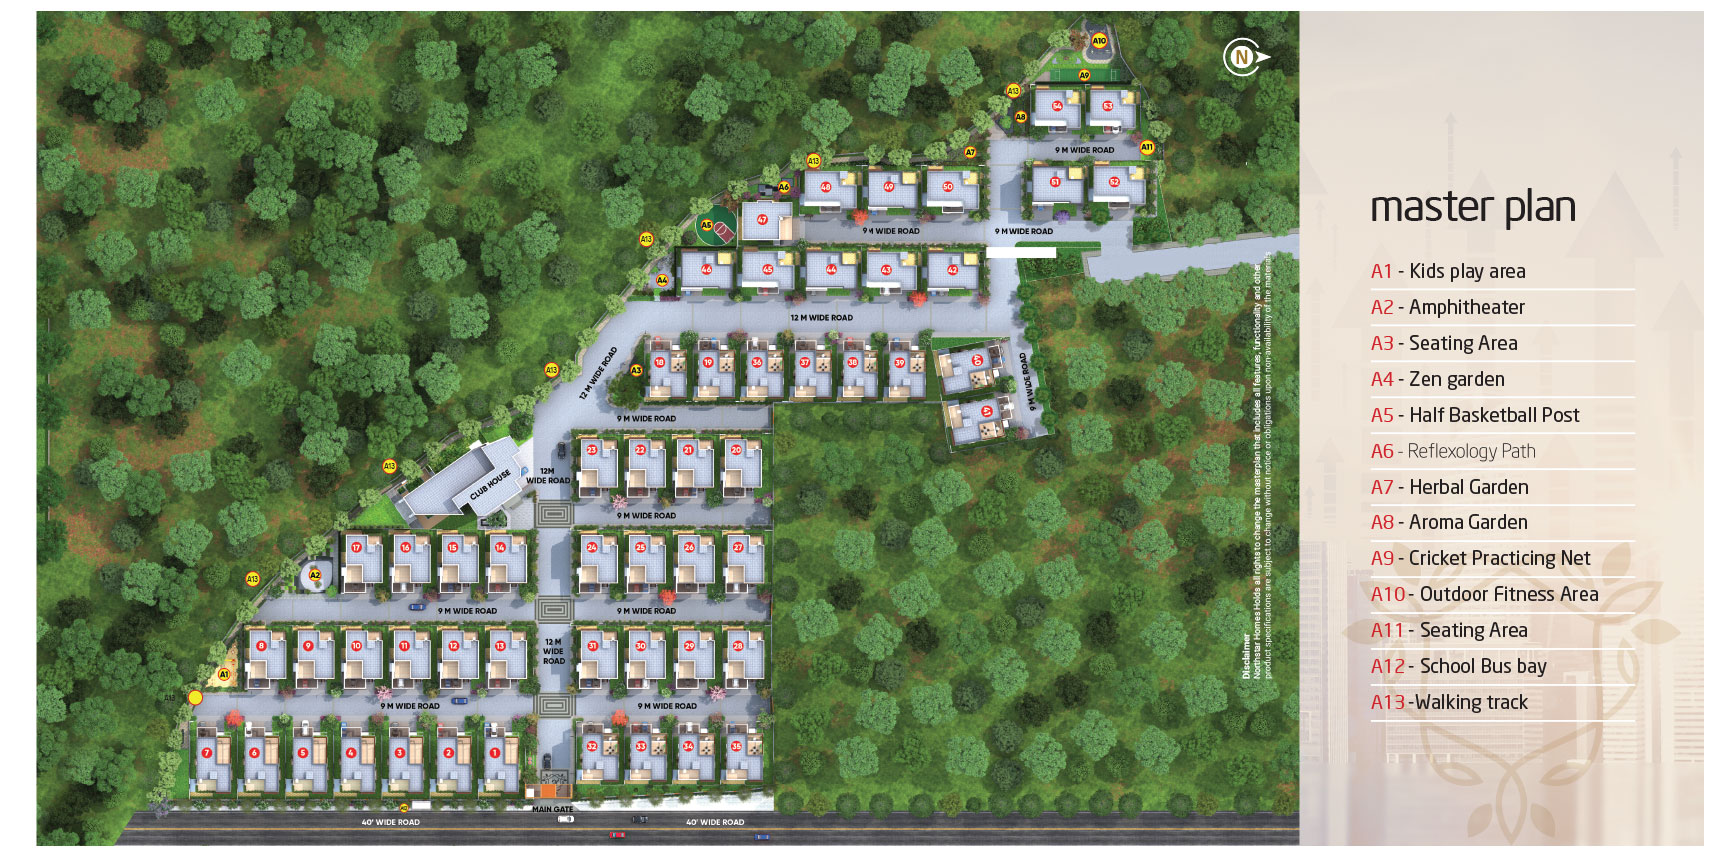 A10
N
A9
A13
A8
54
53
A7
9 M WIDE ROAD
A11
A13
A6
48
49
50
51
52
A5
47
9 M WIDE ROAD
9 M WIDE ROAD
A13
A4
46
45
44
43
42
12 M WIDE ROAD
A13
12 M WIDE ROAD
A3
18
19
36
37
38
39
9 M WIDE ROAD
9 M WIDE ROAD
A13
CLUB HOUSE
12M
WIDE ROAD
23
22
21
20
9 M WIDE ROAD
17
16
15
14
24
25
26
27
A2
A13
9 M WIDE ROAD
9 M WIDE ROAD
8
9
10
11
12
13
12 M
WIDE
ROAD
31
30
29
28
A1
A13
9 M WIDE ROAD
9 M WIDE ROAD
7
6
5
4
3
2
1
32
33
34
35
MAIN GATE
40' WIDE ROAD
40' WIDE ROAD
Disclaimer
Northstar Homes Holds all rights to change the masterplan that includes all features, functionality and other
product specifications are subject to change without notice or obligations upon non-availability of the materials
master plan
A1 - Kids play area
A2 - Amphitheater
A3 - Seating Area
A4 - Zen garden
A5 - Half Basketball Post
A6 - Reflexology Path
A7 - Herbal Garden
A8 - Aroma Garden
A9 - Cricket Practicing Net
A10 - Outdoor Fitness Area
A11 - Seating Area
A12 - School Bus bay
A13 -Walking track